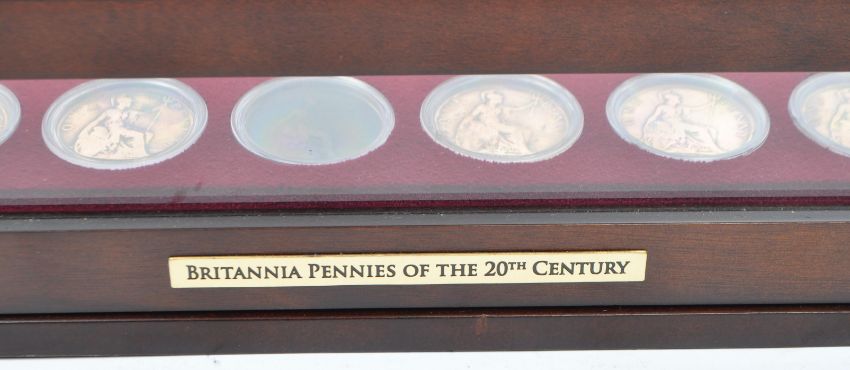 BRITANNIA PENNIES OF THE 20TH CENTURY